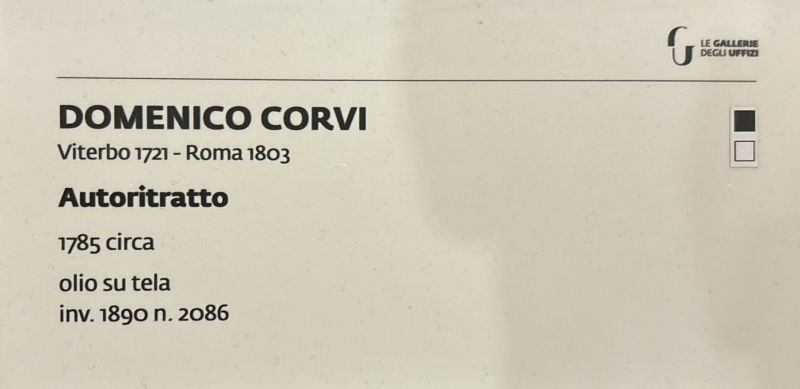 LE GALLERIE
DEGLI UFFIZI
DOMENICO CORVI
Viterbo 1721 - Roma 1803
Autoritratto
1785 circa
olio su tela
inv. 1890 n. 2086